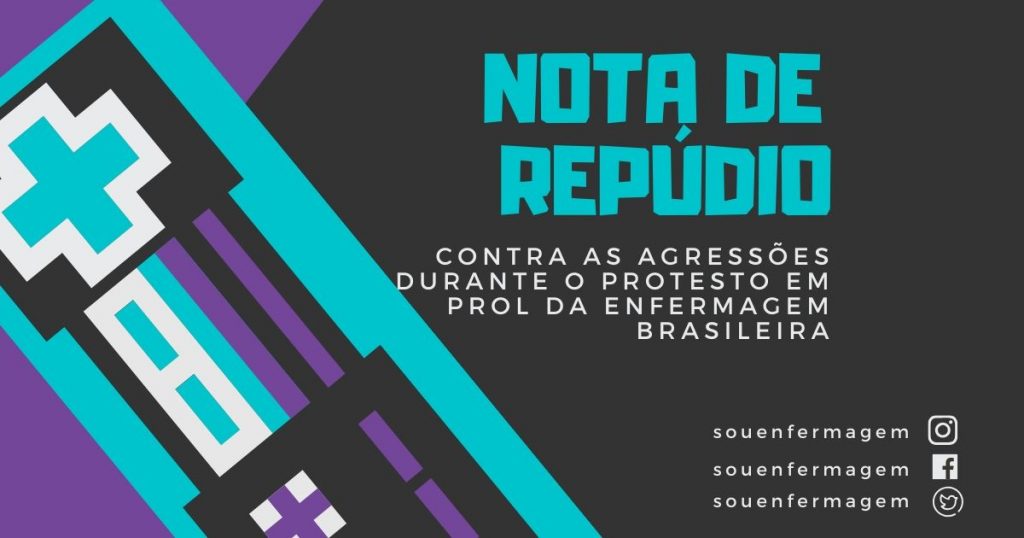 NOTA DE
REPÚDIO
CONTRA AS AGRESSÕES
DURANTE O PROTESTO EM
PROL DA ENFERMAGEM
BRASILEIRA
souenfermagem
souenfermagem
souenfermagem